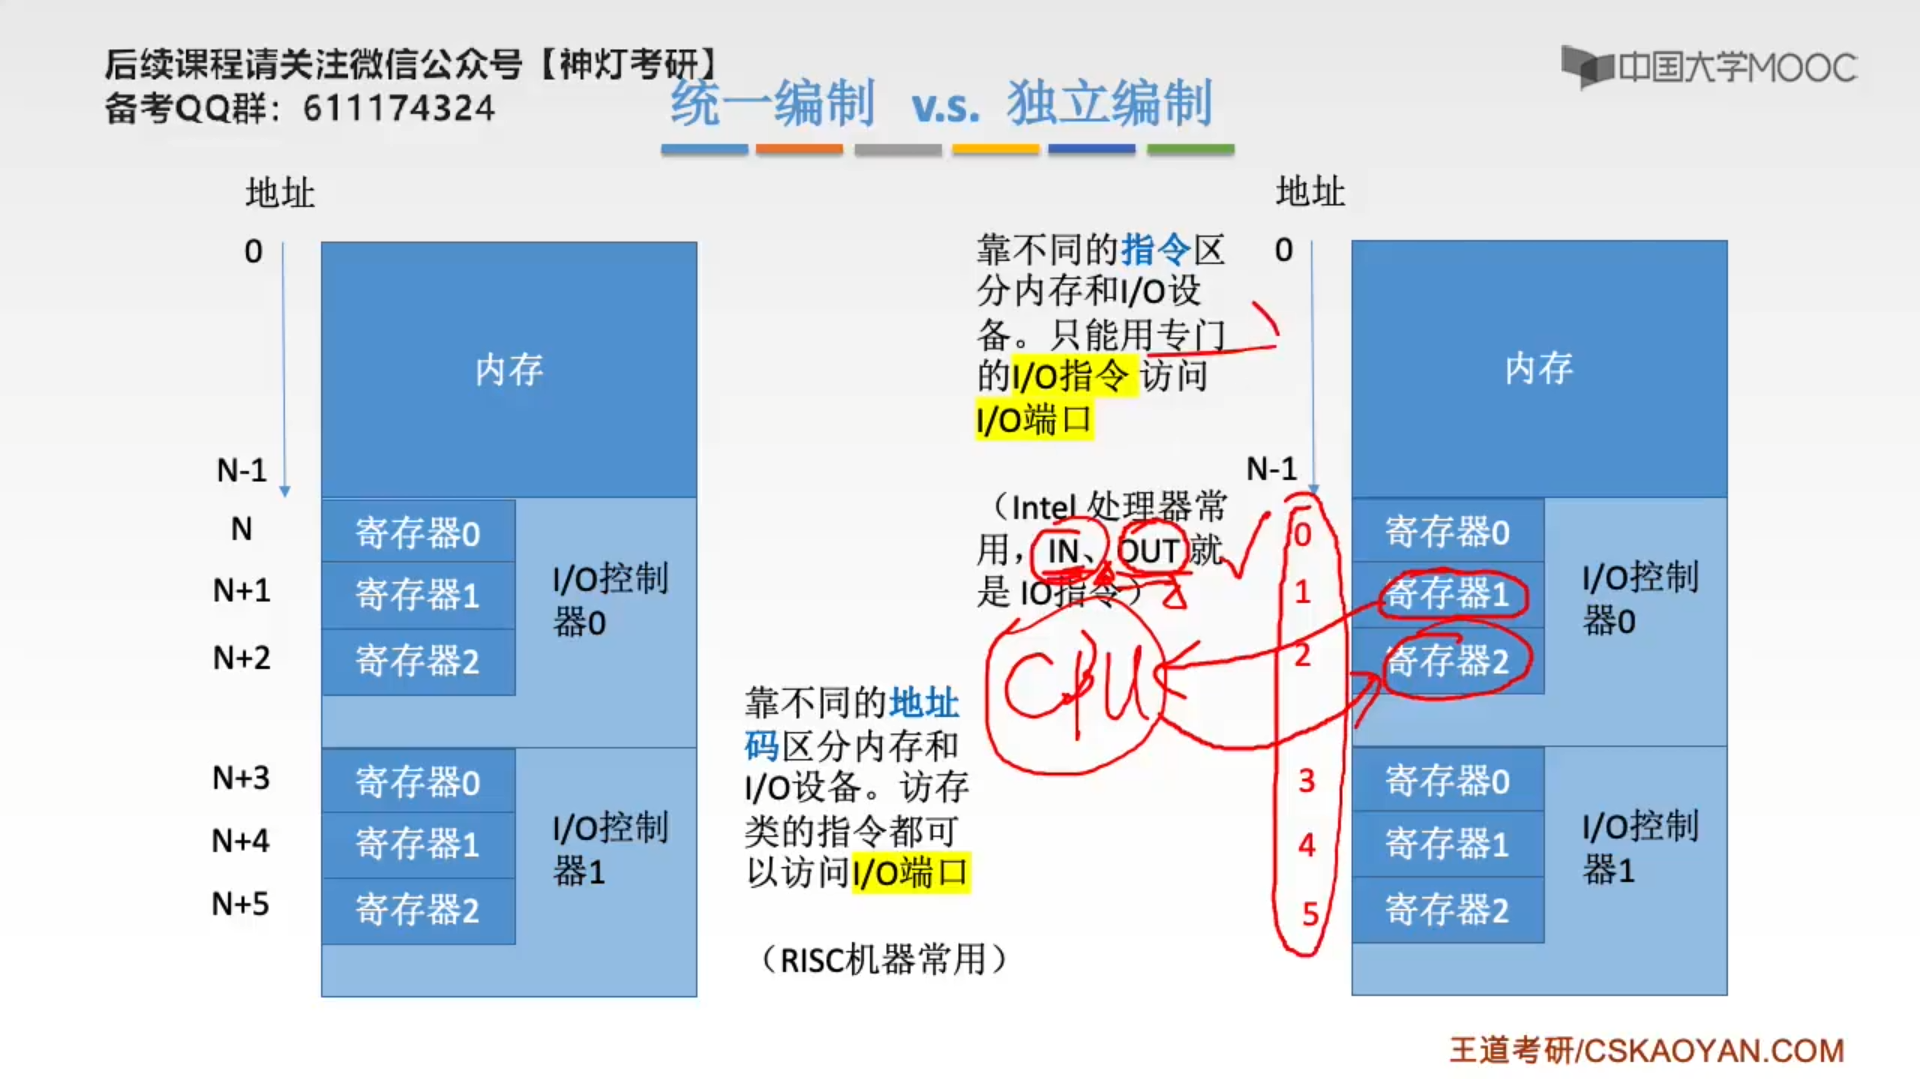 后续课程请关注微信公众号【神灯考研】
备考QQ群：611174324
中国大学MOOC
统一编制 v.s. 独立编制
地址
0
内存
N-1
N
寄存器0
N+1
寄存器1
N+2
寄存器2
I/O控制
器0
N+3
寄存器0
N+4
寄存器1
N+5
寄存器2
I/O控制
器1
靠不同的地址
码区分内存和
I/O设备。访存
类的指令都可
以访问I/O端口
（RISC机器常用）
靠不同的指令区
分内存和I/O设
备。只能用专门
的I/O指令 访问
I/O端口
（Intel 处理器常
用，IN、OUT 就
是 IO指令）
CPU
地址
0
内存
N-1
0
寄存器0
1
寄存器1
2
寄存器2
I/O控制
器0
3
寄存器0
4
寄存器1
5
寄存器2
I/O控制
器1
王道考研/CSKAOYAN.COM